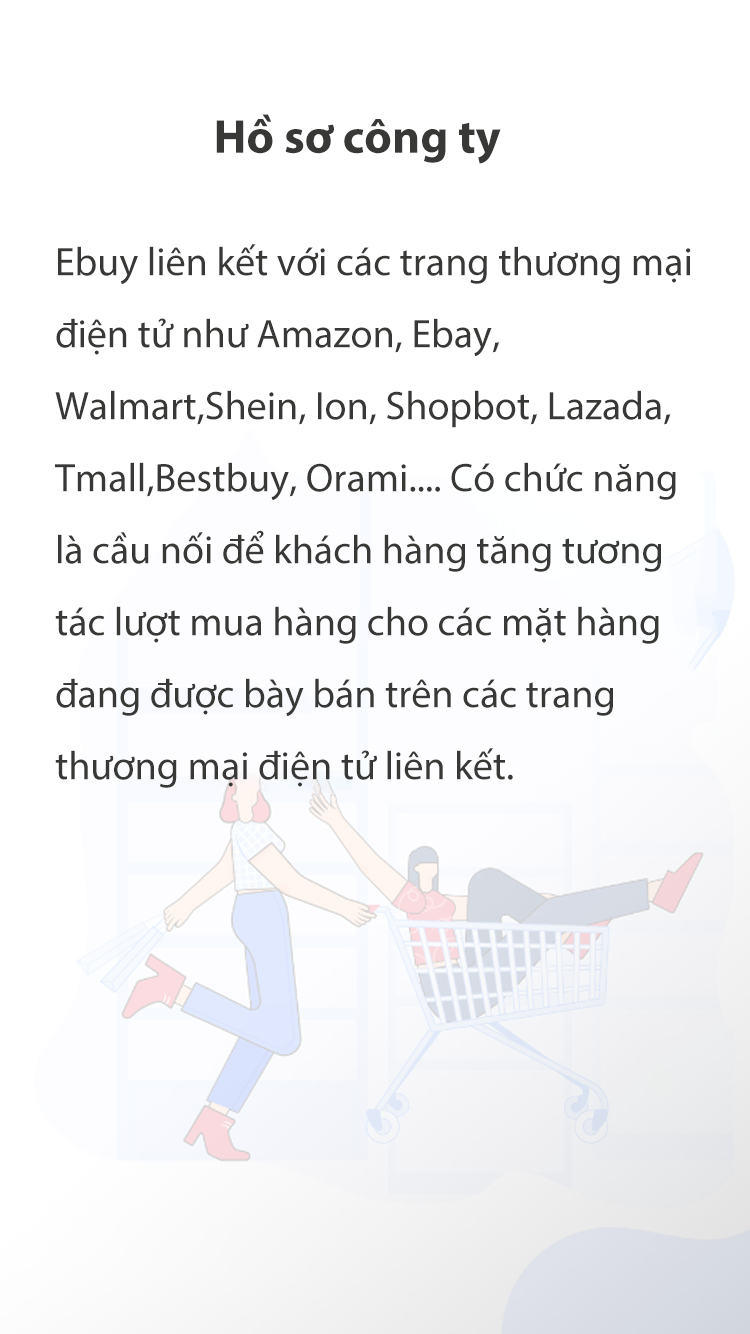 Hồ sơ công ty
Ebuy liên kết với các trang thương mại
điện tử như Amazon, Ebay,
Walmart,Shein, Ion, Shopbot, Lazada,
Tmall,Bestbuy, Orami.... Có chức năng
là cầu nối để khách hàng tăng tương
tác lượt mua hàng cho các mặt hàng
đang được bày bán trên các trang
thương mại điện tử liên kết.